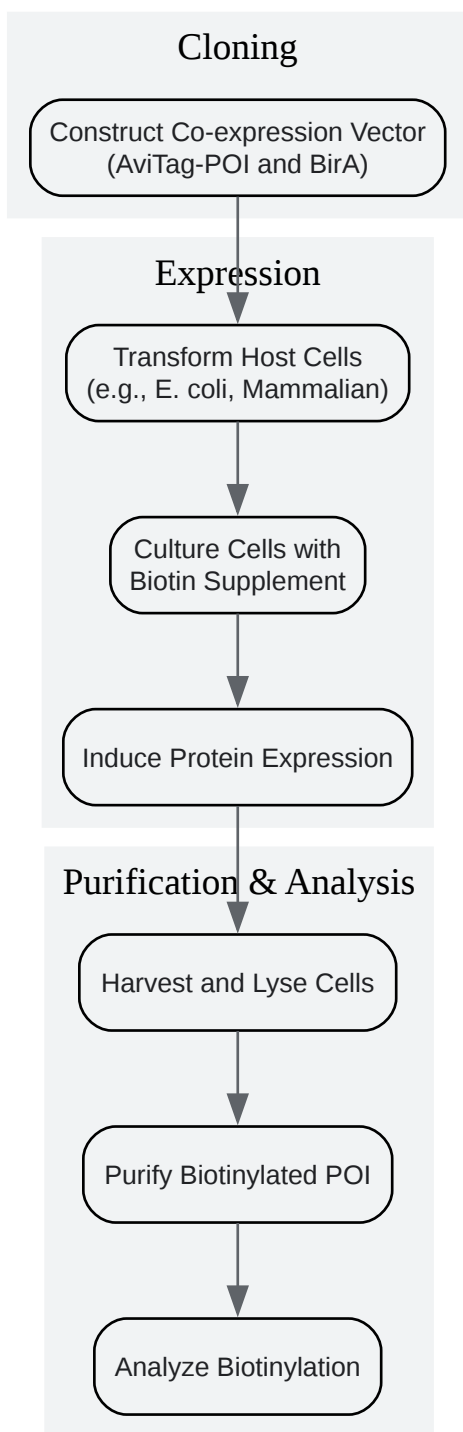 Cloning
Construct Co-expression Vector
(AviTag-POI and BirA)
Expression
Transform Host Cells
(e.g., E. coli, Mammalian)
Culture Cells with
Biotin Supplement
Induce Protein Expression
Purification & Analysis
Harvest and Lyse Cells
Purify Biotinylated POI
Analyze Biotinylation